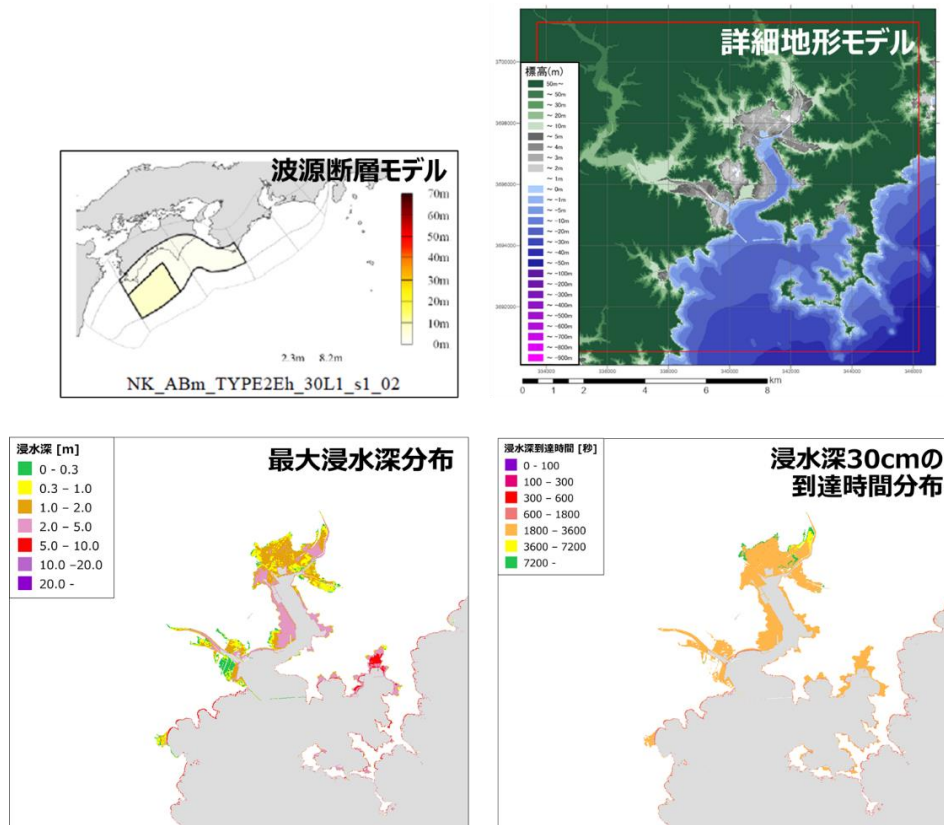 波源断層モデル
70m
60m
50m
40m
30m
20m
10m
0m
2.3m 8.2m
NK_ABm_TYPE2Eh_30L1_s1_02
詳細地形モデル
標高(m)
50m～
～ 50m
～ 30m
～ 20m
～ 10m
～ 5m
～ 4m
～ 3m
～ 2m
～ 1m
～ 0m
～ -1m
～ -5m
～ -10m
～ -20m
～ -30m
～ -40m
～ -50m
～ -100m
～ -200m
～ -300m
～ -400m
～ -500m
～ -600m
～ -700m
～ -800m
～ -900m
0 1 2 4 6 8
km
最大浸水深分布
浸水深 [m]
0 - 0.3
0.3 – 1.0
1.0 – 2.0
2.0 – 5.0
5.0 – 10.0
10.0 –20.0
20.0 -
浸水深30cmの
到達時間分布
浸水深到達時間 [秒]
0 - 100
100 – 300
300 – 600
600 - 1800
1800 – 3600
3600 – 7200
7200 -